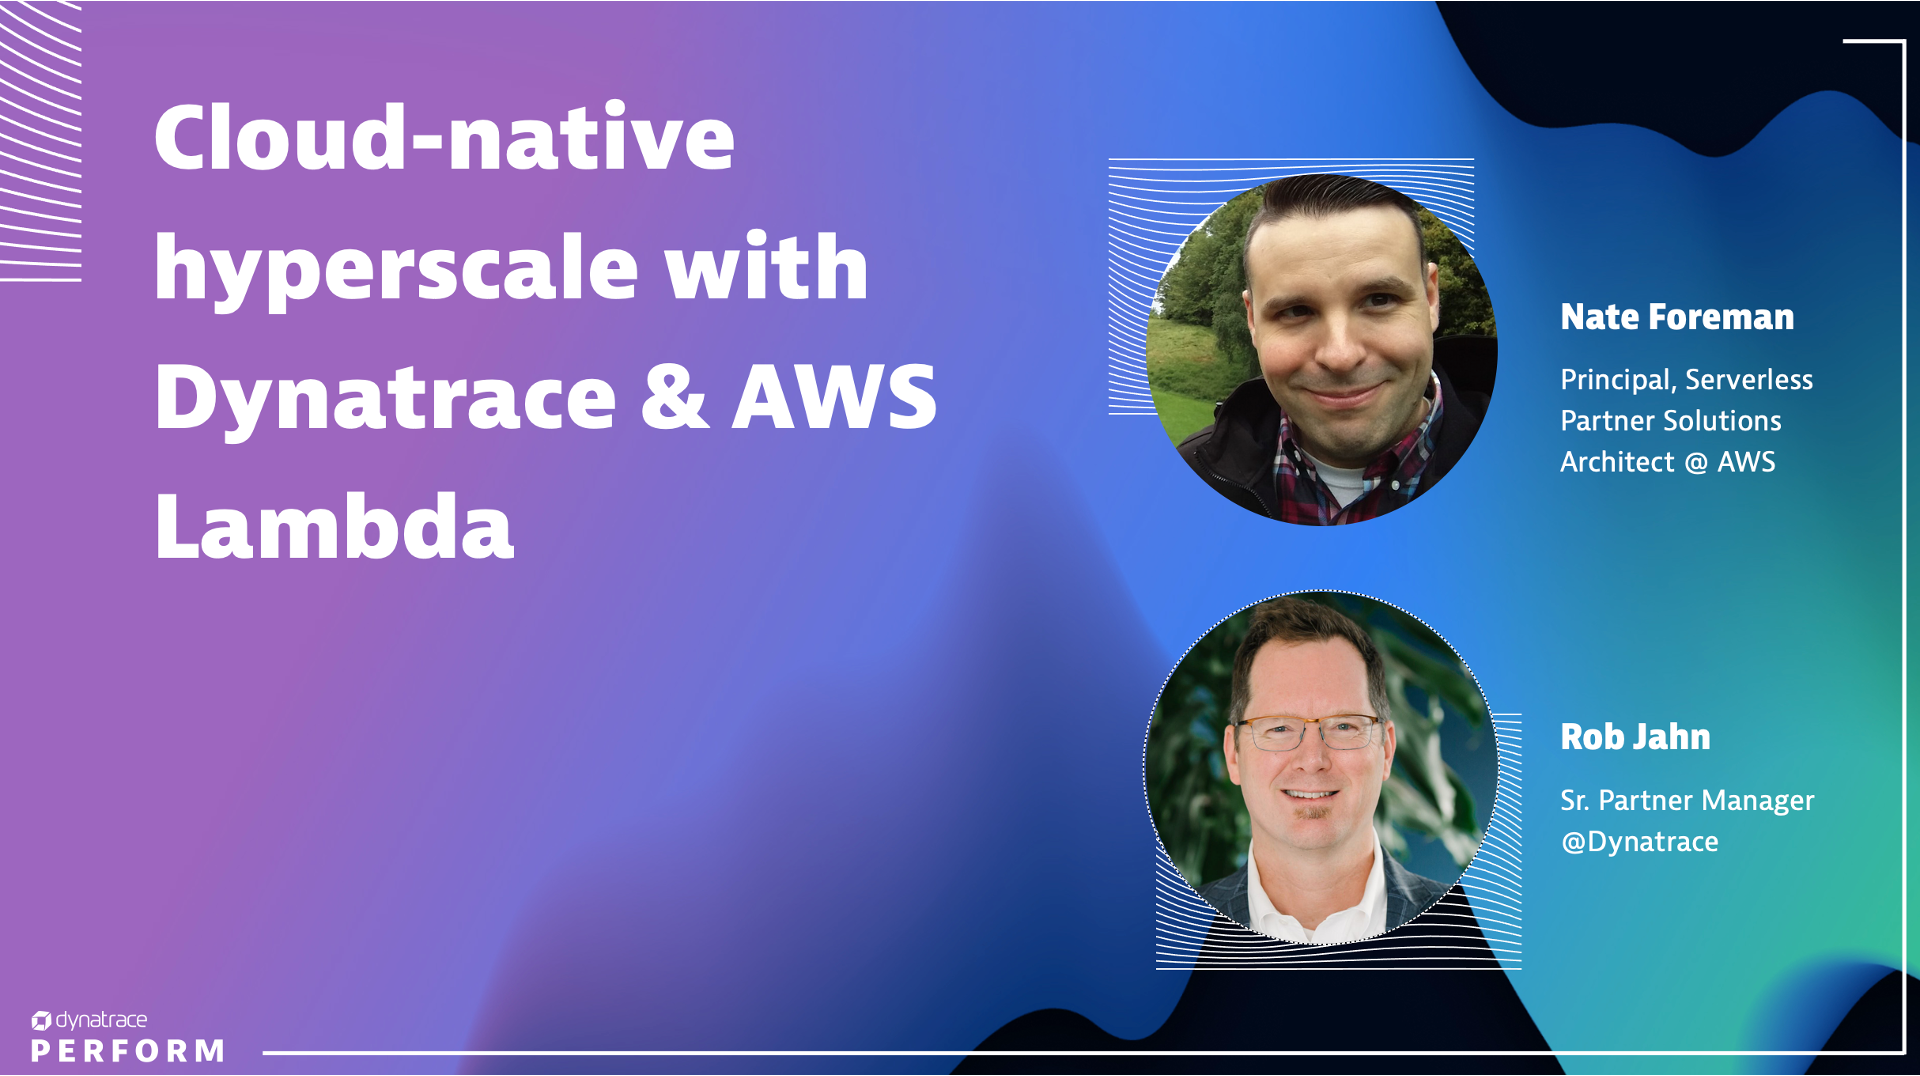 Cloud-native
hyperscale with
Dynatrace & AWS
Lambda
Nate Foreman
Principal, Serverless
Partner Solutions
Architect @ AWS
Rob Jahn
Sr. Partner Manager
@Dynatrace
dynatrace
PERFORM